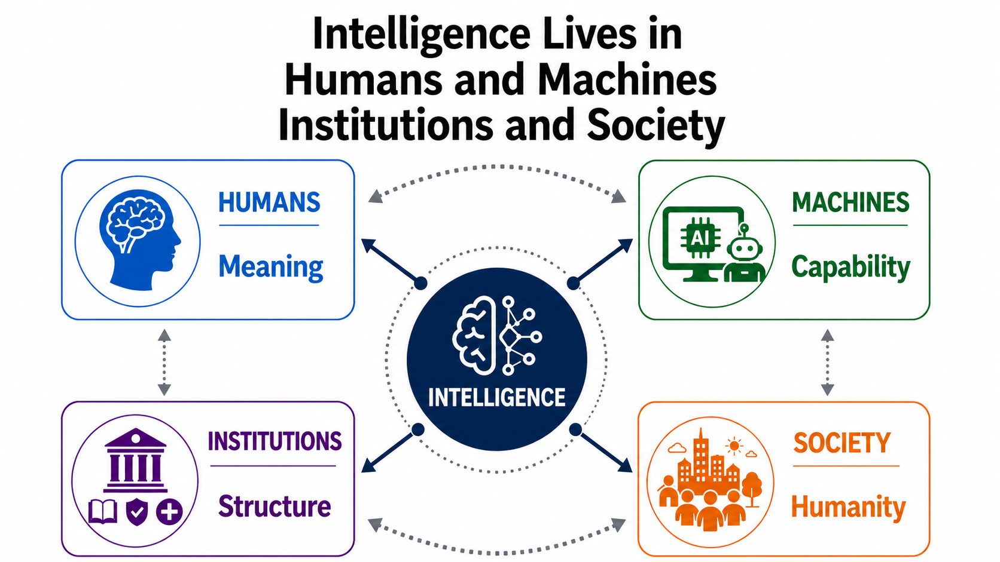 Intelligence Lives in
Humans and Machines
Institutions and Society
HUMANS
Meaning
MACHINES
AI
Capability
INTELLIGENCE
INSTITUTIONS
Structure
SOCIETY
Humanity